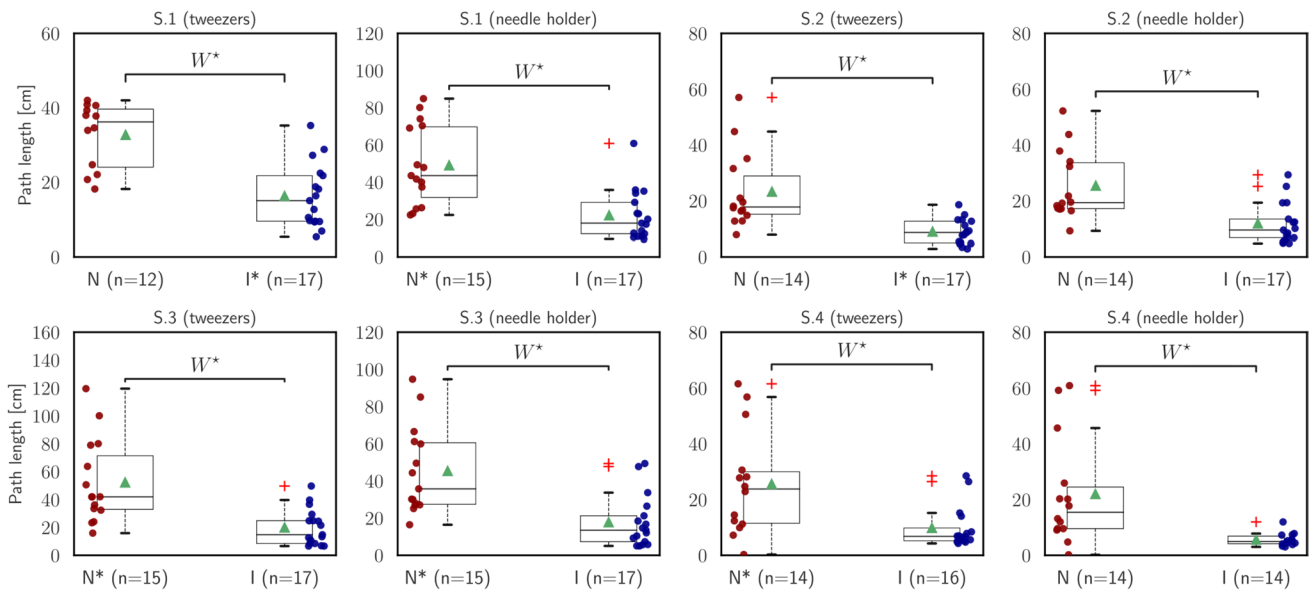 S.1 (tweezers) S.1 (needle holder) S.2 (tweezers) S.2 (needle holder)
60 120 80 80
W* W* W* W*
100
40 60 60
80
Path length [cm]
60 40 40
20 40
20 20
20
0 0 0 0
N (n=12) I* (n=17) N* (n=15) I (n=17) N (n=14) I* (n=17) N (n=14) I (n=17)
S.3 (tweezers) S.3 (needle holder) S.4 (tweezers) S.4 (needle holder)
160 120 80 80
140
W* W* W* W*
120 100
100 80 60 60
Path length [cm]
80 60 40 40
60
40 40
20 20 20 20
0 0 0 0
N* (n=15) I (n=17) N* (n=15) I (n=17) N* (n=14) I (n=16) N (n=14) I (n=14)